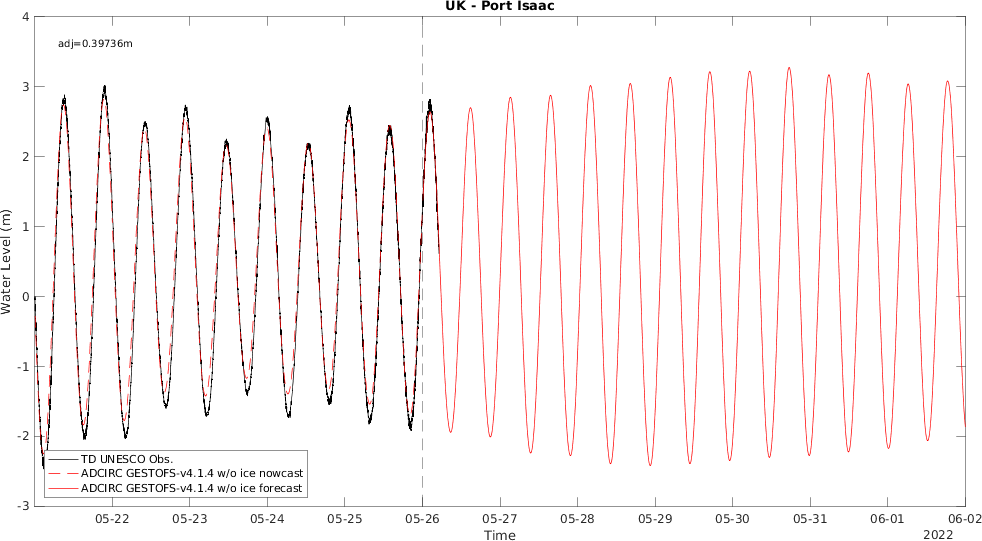 UK - Port Isaac
adj=0.39736m
4
3
2
1
0
-1
-2
-3
Water Level (m)
TD UNESCO Obs.
ADCIRC GESTOFS-v4.1.4 w/o ice nowcast
ADCIRC GESTOFS-v4.1.4 w/o ice forecast
05-22 05-23 05-24 05-25 05-26 05-27 05-28 05-29 05-30 05-31 06-01 06-02
Time
2022